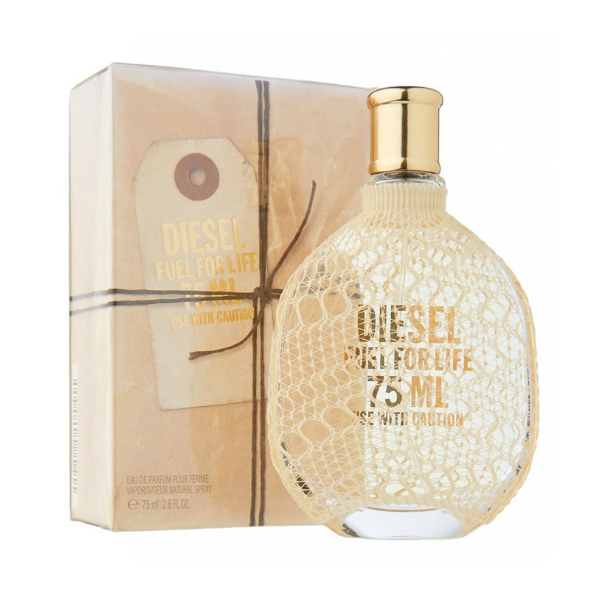 DIESEL
FUEL FOR LIFE
75 ML
USE WITH CAUTION
EAU DE PARFUM POUR FEMME
VAPORISATEUR NATURAL SPRAY
℮ 75 ml 2.6 FL.OZ.
DIESEL
FUEL FOR LIFE
75 ML
USE WITH CAUTION